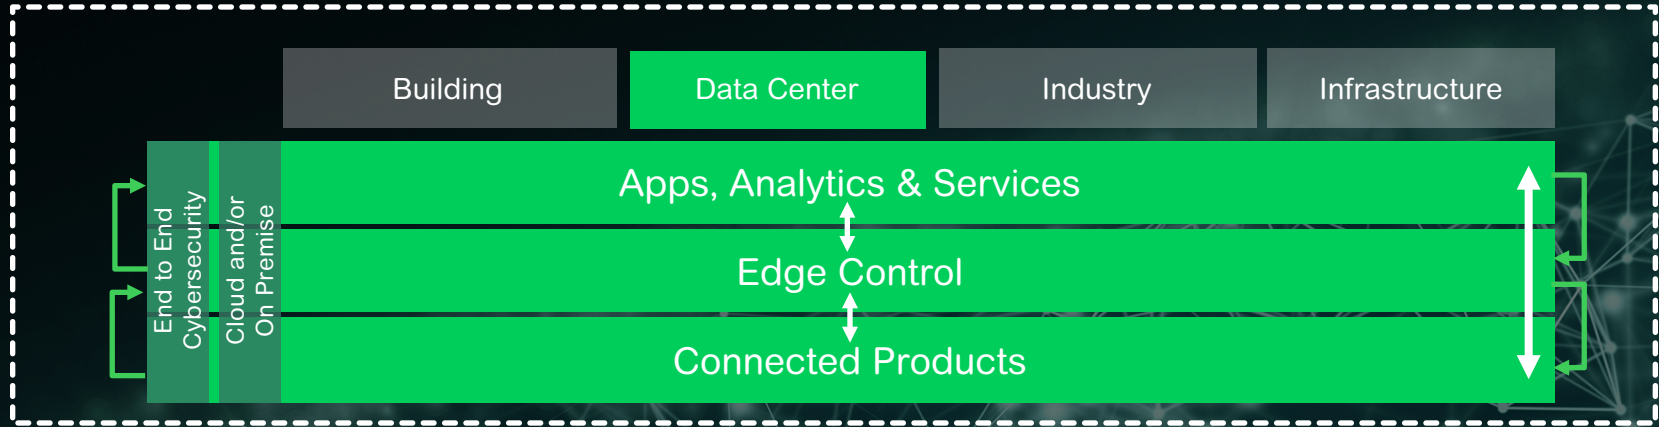 Building
Data Center
Industry
Infrastructure
End to End
Cybersecurity
Cloud and/or
On Premise
Apps, Analytics & Services
Edge Control
Connected Products